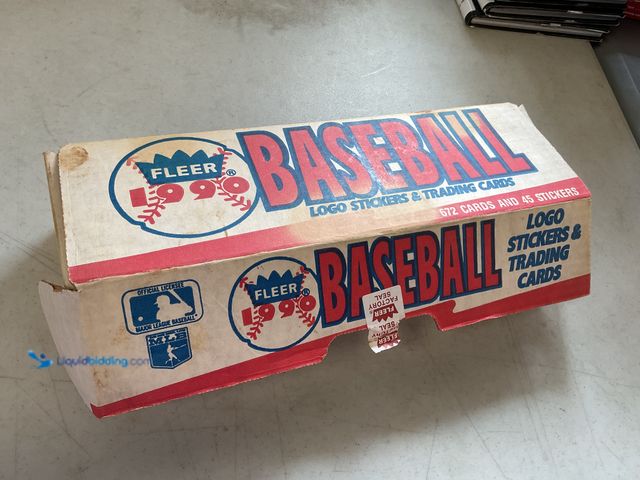 FLEER®
1990
BASEBALL
LOGO STICKERS & TRADING CARDS
672 CARDS AND 45 STICKERS
FLEER
1990
BASEBALL
LOGO
STICKERS &
TRADING
CARDS
OFFICIAL LICENSEE
MAJOR LEAGUE BASEBALL
FACTORY
SEAL
FLEER
Liquidbidding.com